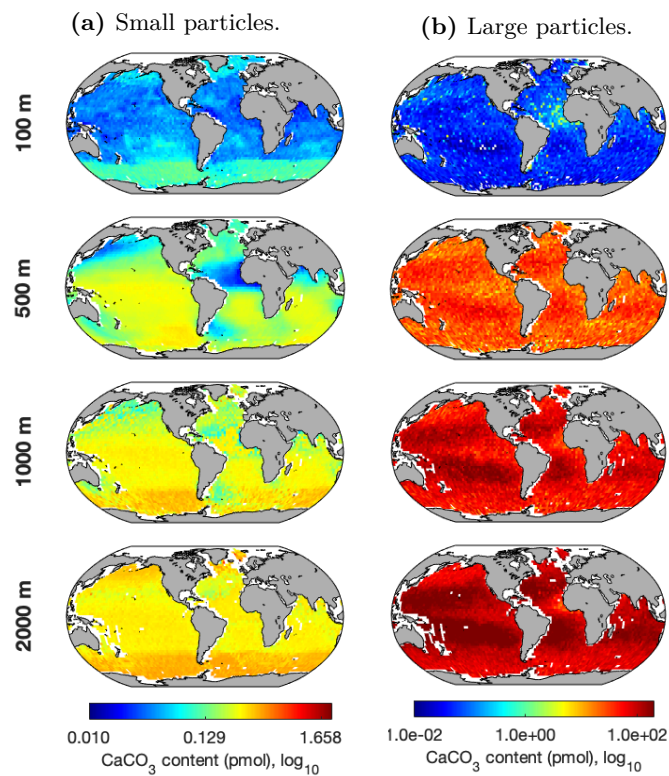 (a) Small particles.
(b) Large particles.
100 m
500 m
1000 m
2000 m
0.010 0.129 1.658
CaCO3 content (pmol), log10
1.0e-02 1.0e+00 1.0e+02
CaCO3 content (pmol), log10